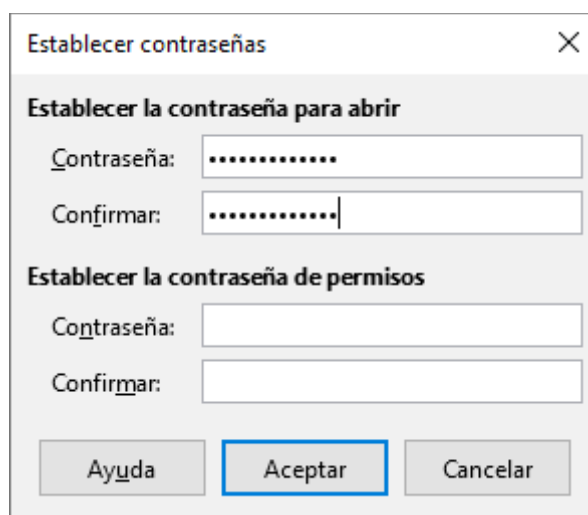 Establecer contraseñas
Establecer la contraseña para abrir
Contraseña: •••••••••••••
Confirmar: •••••••••••••
Establecer la contraseña de permisos
Contraseña:
Confirmar:
Ayuda Aceptar Cancelar